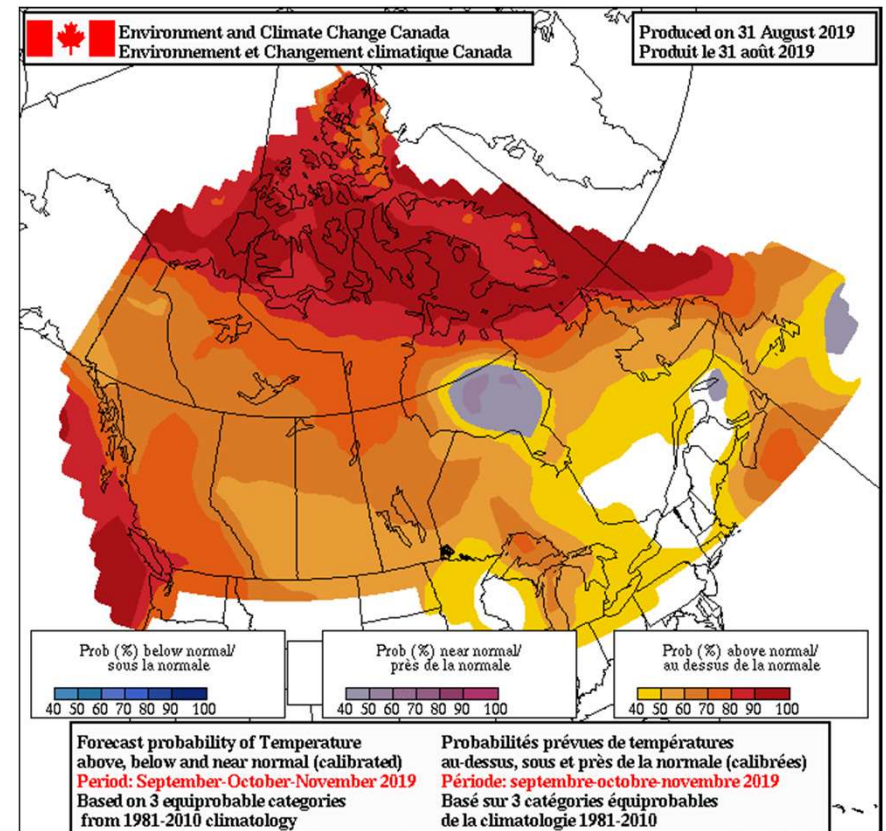 Environment and Climate Change Canada
Environnement et Changement climatique Canada
Produced on 31 August 2019
Produit le 31 août 2019
Prob (%) below normal/
sous la normale
40 50 60 70 80 90 100
Prob (%) near normal/
près de la normale
40 50 60 70 80 90 100
Prob (%) above normal/
au dessus de la normale
40 50 60 70 80 90 100
Forecast probability of Temperature
above, below and near normal (calibrated)
Period: September-October-November 2019
Based on 3 equiprobable categories
from 1981-2010 climatology
Probabilités prévues de températures
au-dessus, sous et près de la normale (calibrées)
Période: septembre-octobre-novembre 2019
Basé sur 3 catégories équiprobables
de la climatologie 1981-2010